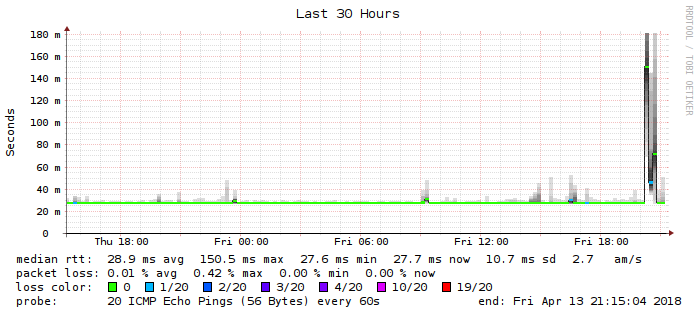 Last 30 Hours
RRDTOOL / TOBI OETIKER
Seconds
180 m
160 m
140 m
120 m
100 m
80 m
60 m
40 m
20 m
0
Thu 18:00 Fri 00:00 Fri 06:00 Fri 12:00 Fri 18:00
median rtt: 28.9 ms avg 150.5 ms max 27.6 ms min 27.7 ms now 10.7 ms sd 2.7 am/s
packet loss: 0.01 % avg 0.42 % max 0.00 % min 0.00 % now
loss color: 0 1/20 2/20 3/20 4/20 10/20 19/20
probe: 20 ICMP Echo Pings (56 Bytes) every 60s end: Fri Apr 13 21:15:04 2018